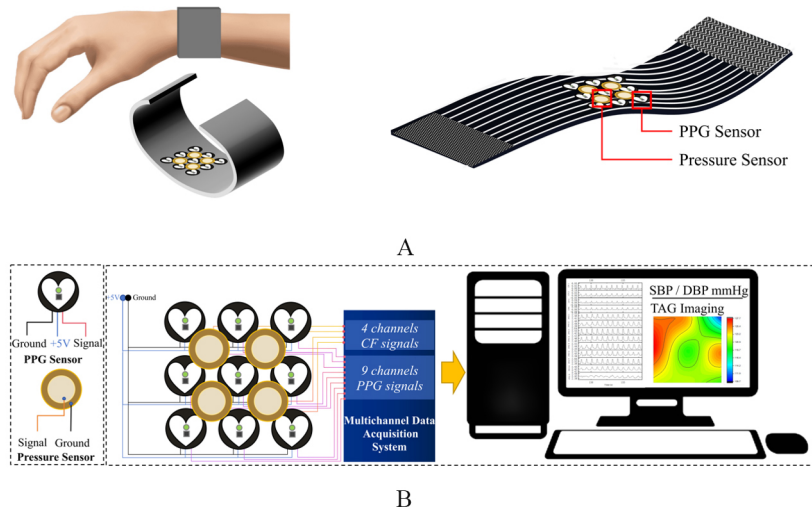 PPG Sensor
Pressure Sensor
A
Ground +5V Signal
PPG Sensor
Signal Ground
Pressure Sensor
+5V Ground
4 channels
CF signals
9 channels
PPG signals
Multichannel Data
Acquisition
System
SBP / DBP mmHg
TAG Imaging
B